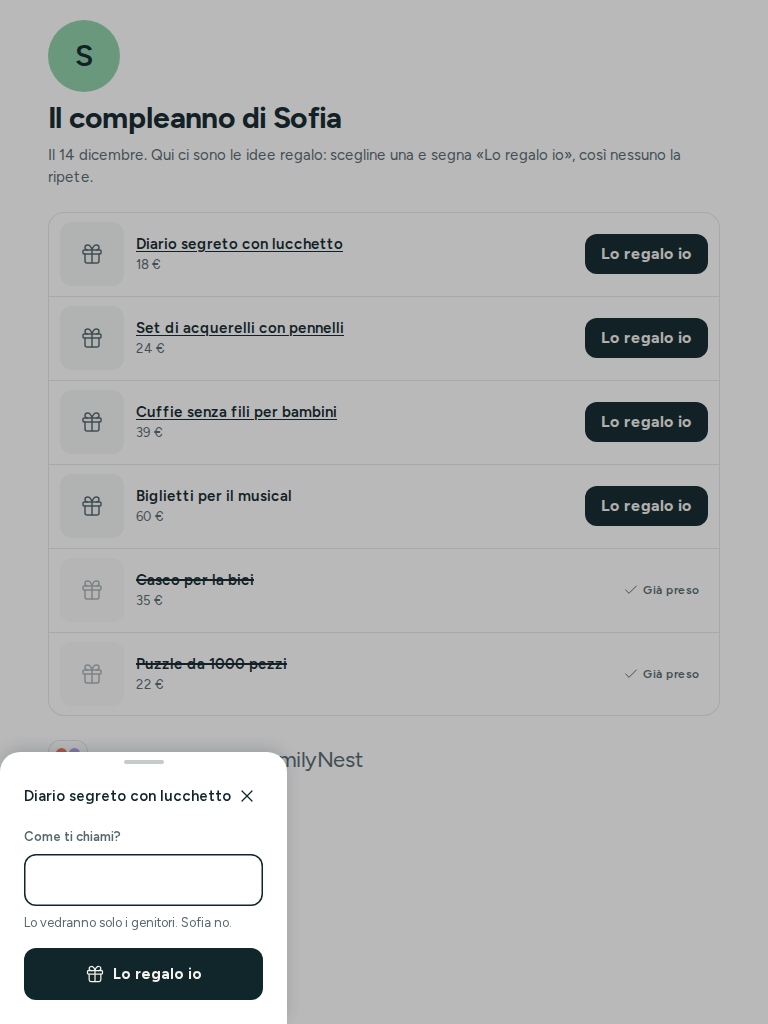 S
Il compleanno di Sofia
Il 14 dicembre. Qui ci sono le idee regalo: scegline una e segna «Lo regalo io», così nessuno la
ripete.
Diario segreto con lucchetto
18 €
Lo regalo io
Set di acquerelli con pennelli
24 €
Lo regalo io
Cuffie senza fili per bambini
39 €
Lo regalo io
Biglietti per il musical
60 €
Lo regalo io
Casco per la bici
35 €
Già preso
Puzzle da 1000 pezzi
22 €
Già preso
milyNest
Diario segreto con lucchetto
Come ti chiami?
Lo vedranno solo i genitori. Sofia no.
Lo regalo io